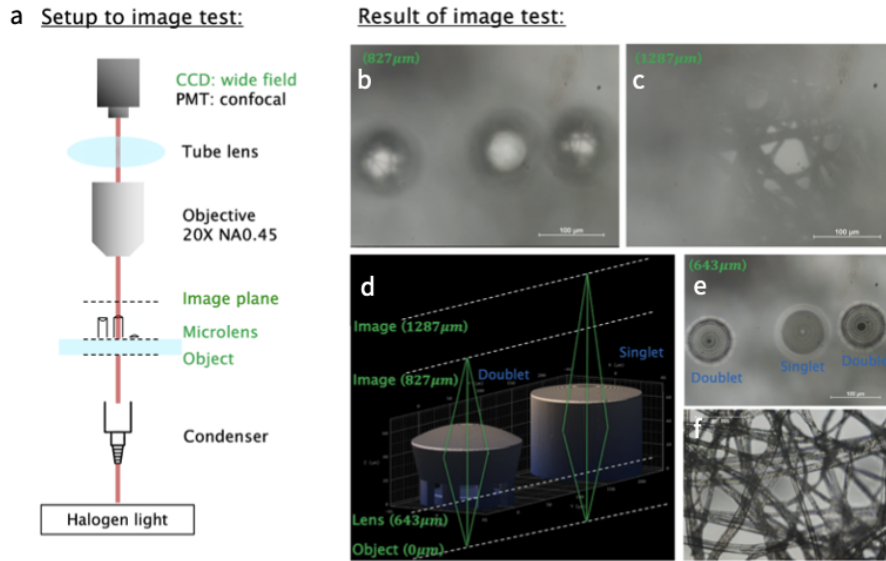 a Setup to image test:
CCD: wide field
PMT: confocal
Tube lens
Objective
20X NA0.45
Image plane
Microlens
Object
Condenser
Halogen light
Result of image test:
(827μm)
b
100 μm
(1287μm)
c
100 μm
d
Image (1287μm)
Image (827μm)
Doublet
Singlet
Lens (643μm)
Object (0μm)
(643μm)
e
Doublet
Singlet
Double
100 μm
f